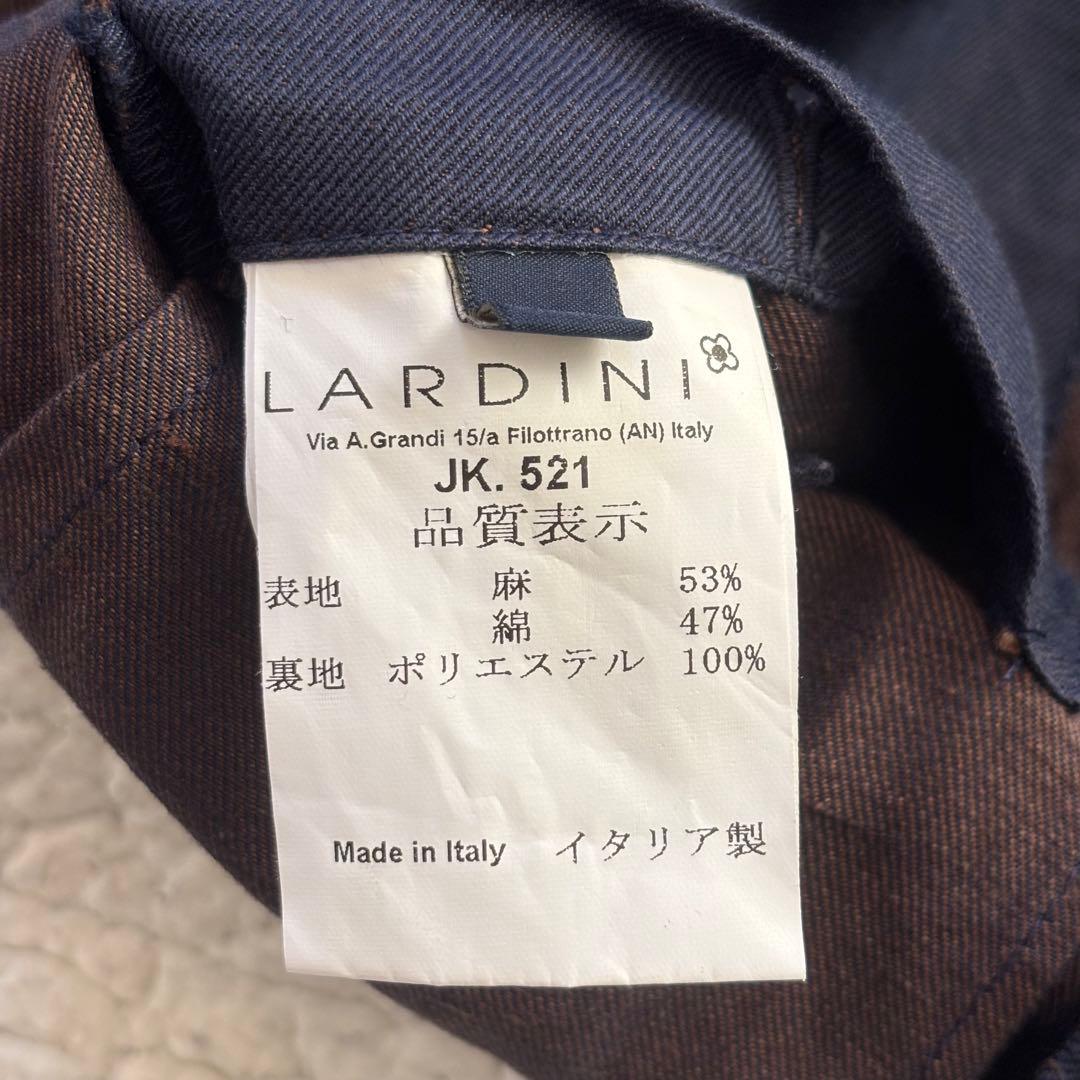 LARDINI
Via A.Grandi 15/a Filottrano (AN) Italy
JK. 521
品質表示
表地 麻 53%
綿 47%
裏地 ポリエステル 100%
Made in Italy イタリア製